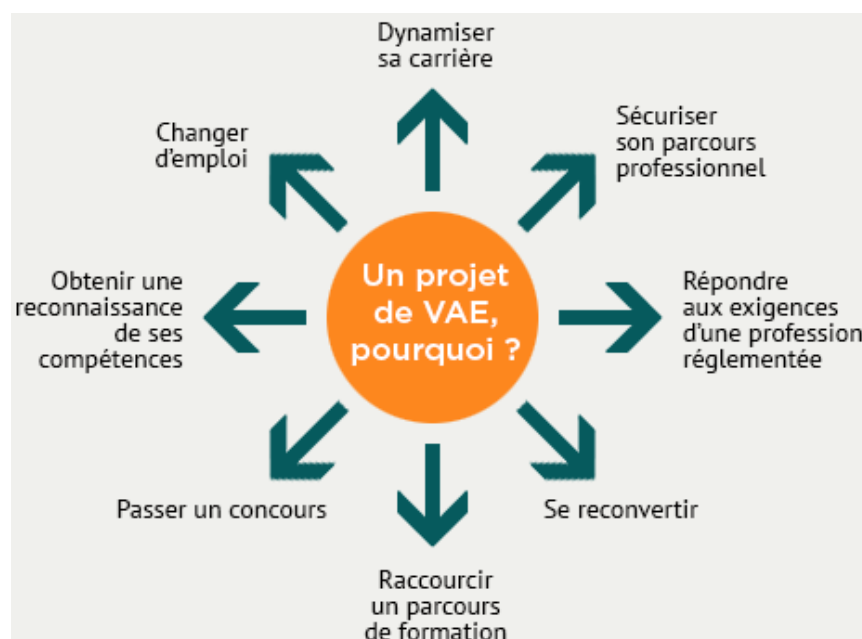 Dynamiser
sa carrière
Sécuriser
son parcours
professionnel
Répondre
aux exigences
d'une profession
réglementée
Se reconvertir
Raccourcir
un parcours
de formation
Passer un concours
Obtenir une
reconnaissance
de ses
compétences
Changer
d'emploi
Un projet
de VAE,
pourquoi ?